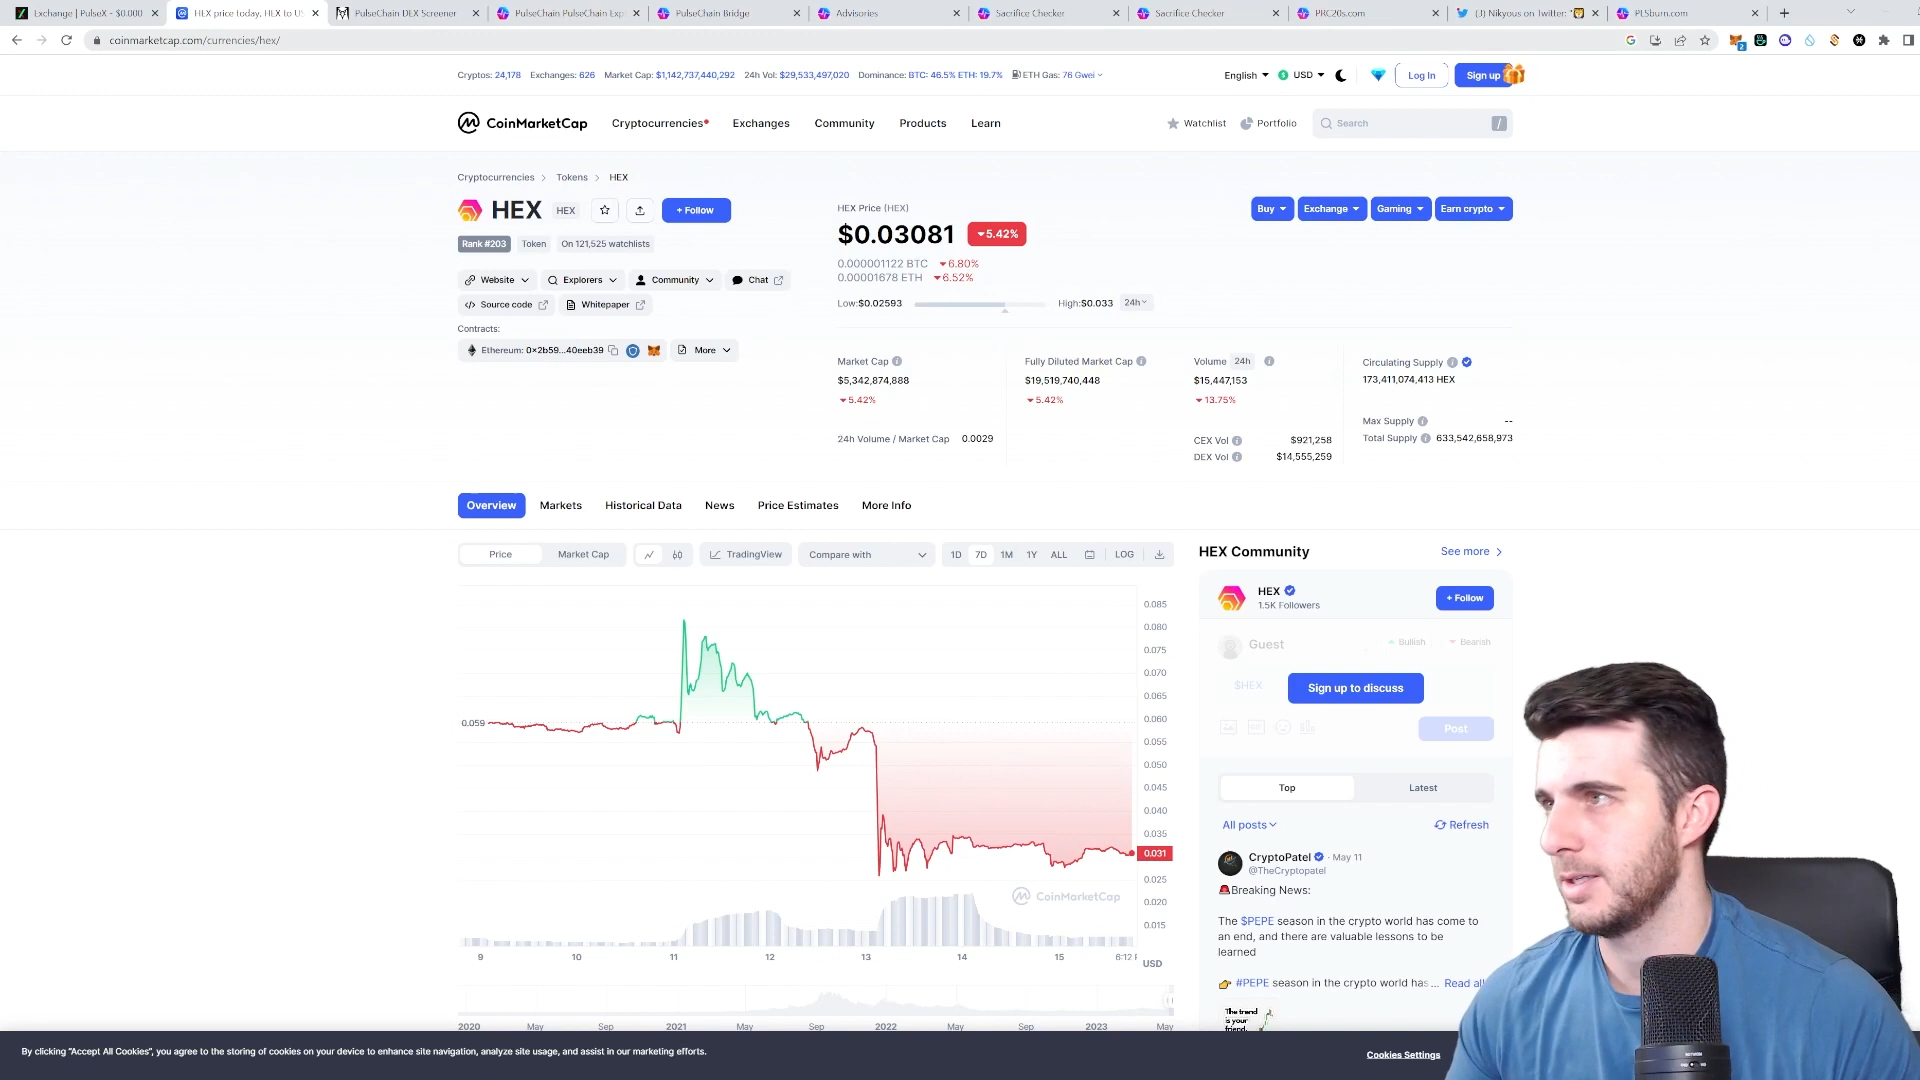 Exchange | PulseX - $0.000
HEX price today, HEX to US
PulseChain DEX Screener
PulseChain PulseChain Exp
PulseChain Bridge
Advisories
Sacrifice Checker
Sacrifice Checker
PRC20s.com
(3) Nikyous on Twitter: "
PLSburn.com
coinmarketcap.com/currencies/hex/
Cryptos: 24,178 Exchanges: 626 Market Cap: $1,142,737,440,292 24h Vol: $29,533,497,020 Dominance: BTC: 46.5% ETH: 19.7% ETH Gas: 76 Gwei
English USD Log In Sign up
CoinMarketCap Cryptocurrencies Exchanges Community Products Learn
Watchlist Portfolio Search /
Cryptocurrencies > Tokens > HEX
HEX HEX + Follow
Rank #203 Token On 121,525 watchlists
Website Explorers Community Chat
Source code Whitepaper
Contracts:
Ethereum: 0x2b59...40eeb39 More
HEX Price (HEX)
$0.03081 5.42%
0.000001122 BTC 6.80%
0.00001678 ETH 6.52%
Low:$0.02593 High:$0.033 24h
Buy Exchange Gaming Earn crypto
Market Cap
$5,342,874,888
5.42%
24h Volume / Market Cap 0.0029
Fully Diluted Market Cap
$19,519,740,448
5.42%
Volume 24h
$15,447,153
13.75%
CEX Vol $921,258
DEX Vol $14,555,259
Circulating Supply
173,411,074,413 HEX
Max Supply --
Total Supply 633,542,658,973
Overview Markets Historical Data News Price Estimates More Info
Price Market Cap TradingView Compare with 1D 7D 1M 1Y ALL LOG
0.085
0.080
0.075
0.070
0.065
0.060
0.055
0.050
0.045
0.040
0.035
0.031
0.025
0.020
0.015
0.059
CoinMarketCap
9 10 11 12 13 14 15 6:12 P
USD
2020 May Sep 2021 May Sep 2022 May Sep 2023 May
HEX Community See more >
HEX
1.5K Followers
+ Follow
Guest Bullish Bearish
$HEX
Sign up to discuss
GIF
Post
Top Latest
All posts Refresh
CryptoPatel · May 11
@TheCryptopatel
Breaking News:
The $PEPE season in the crypto world has come to
an end, and there are valuable lessons to be
learned
#PEPE season in the crypto world has... Read all
The trend
is your
friend.
By clicking "Accept All Cookies", you agree to the storing of cookies on your device to enhance site navigation, analyze site usage, and assist in our marketing efforts.
Cookies Settings